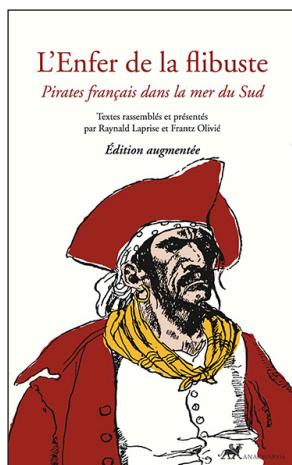 L'Enfer de la flibuste
Pirates français dans la mer du Sud
Textes rassemblés et présentés
par Raynald Laprise et Frantz Olivié
Édition augmentée
ANACHARSIS